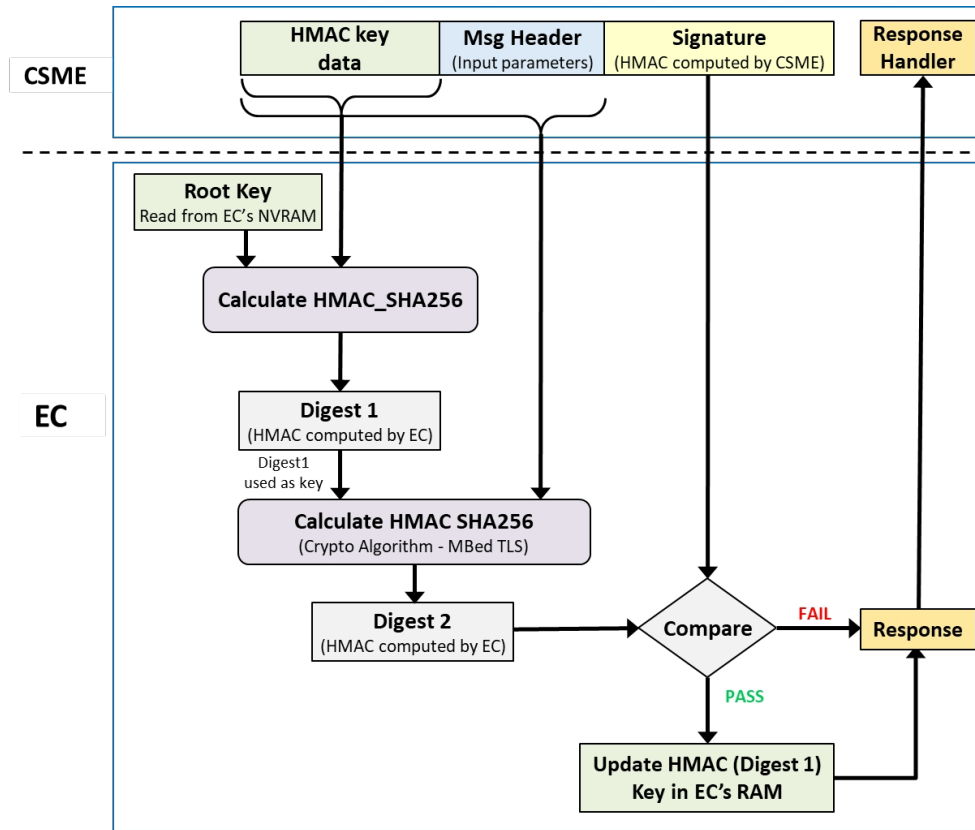 CSME
HMAC key
data
Msg Header
(Input parameters)
Signature
(HMAC computed by CSME)
Response
Handler
EC
Root Key
Read from EC's NVRAM
Calculate HMAC_SHA256
Digest 1
(HMAC computed by EC)
Digest1
used as key
Calculate HMAC SHA256
(Crypto Algorithm - MBed TLS)
Digest 2
(HMAC computed by EC)
Compare
FAIL
Response
PASS
Update HMAC (Digest 1)
Key in EC's RAM